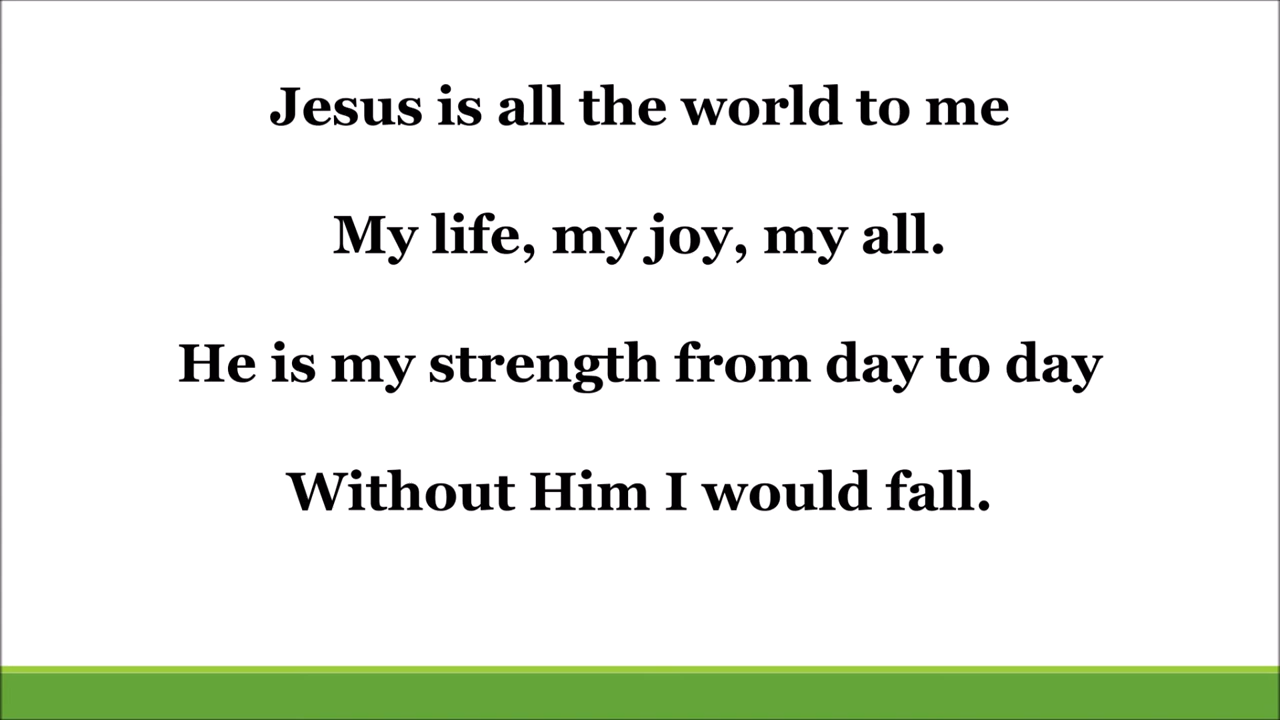 Jesus is all the world to me
My life, my joy, my all.
He is my strength from day to day
Without Him I would fall.